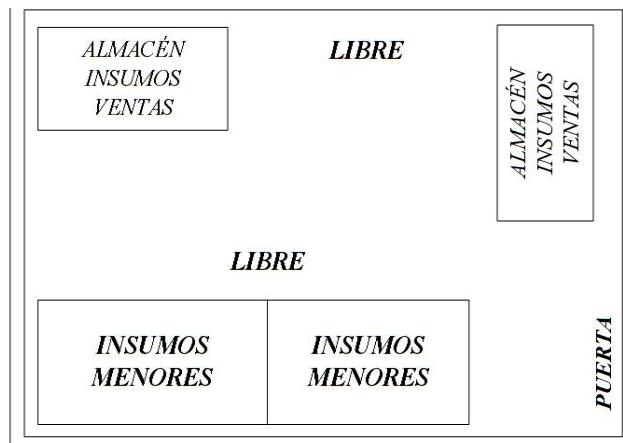 ALMACÉN
INSUMOS
VENTAS
LIBRE
ALMACÉN
INSUMOS
VENTAS
LIBRE
INSUMOS
MENORES
INSUMOS
MENORES
PUERTA